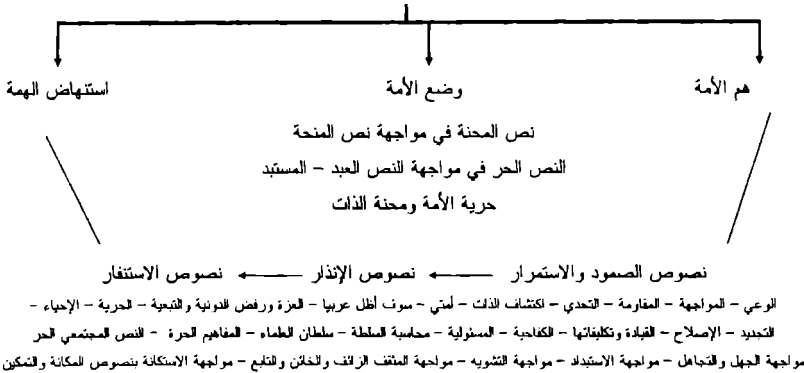 هم الأمة وضع الأمة استنهاض الهمة
نص المحنة في مواجهة نص المنحة
النص الحر في مواجهة النص العبد – المستبد
حرية الأمة ومحنة الذات
نصوص الصمود والاستمرار نصوص الإنذار نصوص الاستنفار
الوعي – المواجهة – المقاومة – التحدي – اكتشاف الذات – أمتي – سوف أظل عربيا – العزة ورفض الدونية والتبعية – الحرية – الإحياء –
التجديد – الإصلاح – القيادة وتكليفاتها – الكفاحية – المسئولية – محاسبة السلطة – سلطان العلماء – المفاهيم الحرة – النص المجتمعي الحر
مواجهة الجهل والتجاهل – مواجهة الاستبداد – مواجهة التشويه – مواجهة المثقف الزائف والخائن والتابع – مواجهة الاستكانة بنصوص المكانة والتمكين